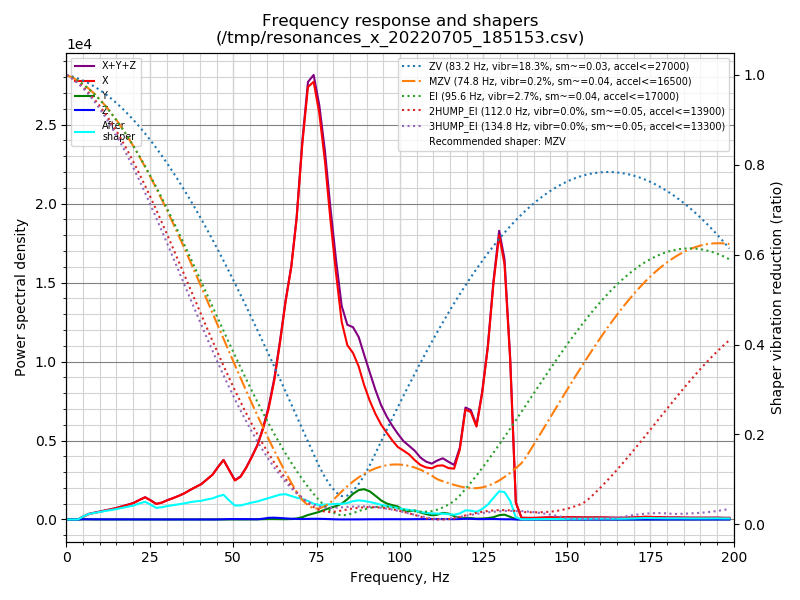 Frequency response and shapers
(/tmp/resonances_x_20220705_185153.csv)
1e4
X+Y+Z
X
Y
Z
After
shaper
ZV (83.2 Hz, vibr=18.3%, sm~=0.03, accel<=27000)
MZV (74.8 Hz, vibr=0.2%, sm~=0.04, accel<=16500)
EI (95.6 Hz, vibr=2.7%, sm~=0.04, accel<=17000)
2HUMP_EI (112.0 Hz, vibr=0.0%, sm~=0.05, accel<=13900)
3HUMP_EI (134.8 Hz, vibr=0.0%, sm~=0.05, accel<=13300)
Recommended shaper: MZV
2.5
2.0
1.5
1.0
0.5
0.0
Power spectral density
1.0
0.8
0.6
0.4
0.2
0.0
Shaper vibration reduction (ratio)
0 25 50 75 100 125 150 175 200
Frequency, Hz